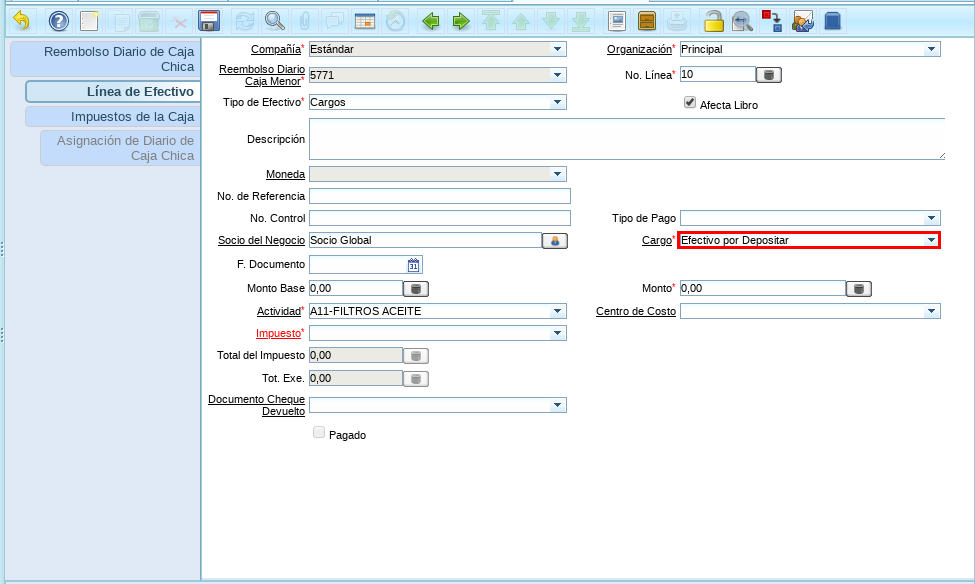 Reembolso Diario de Caja
Chica
Línea de Efectivo
Impuestos de la Caja
Asignación de Diario de
Caja Chica
Compañía* Estándar
Organización* Principal
Reembolso Diario
Caja Menor* 5771
No. Línea* 10
Tipo de Efectivo* Cargos
Afecta Libro
Descripción
Moneda
No. de Referencia
No. Control
Tipo de Pago
Socio del Negocio Socio Global
Cargo* Efectivo por Depositar
F. Documento 31
Monto Base 0,00
Monto* 0,00
Actividad* A11-FILTROS ACEITE
Centro de Costo
Impuesto*
Total del Impuesto 0,00
Tot. Exe. 0,00
Documento Cheque
Devuelto
Pagado